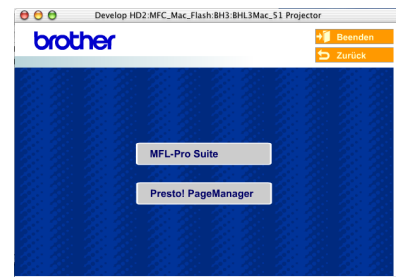 Develop HD2:MFC_Mac_Flash:BH3:BHL3Mac_51 Projector
brother
Beenden
Zurück
MFL-Pro Suite
Presto! PageManager